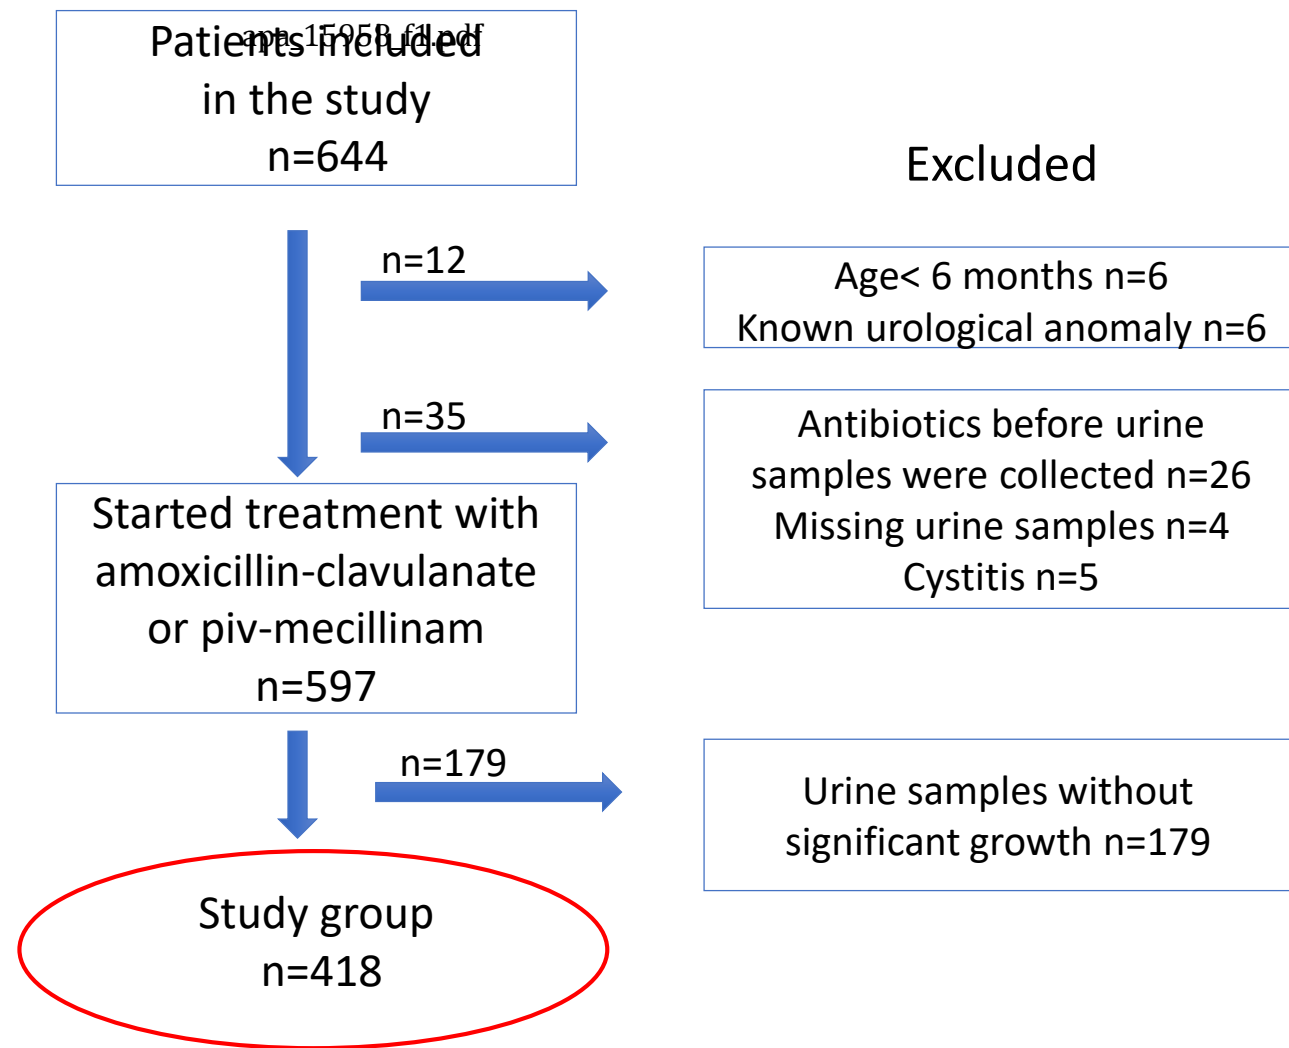 apa_15958_f1.pdf
Patients included
in the study
n=644
Excluded
n=12
Age< 6 months n=6
Known urological anomaly n=6
n=35
Antibiotics before urine
samples were collected n=26
Missing urine samples n=4
Cystitis n=5
Started treatment with
amoxicillin-clavulanate
or piv-mecillinam
n=597
n=179
Urine samples without
significant growth n=179
Study group
n=418